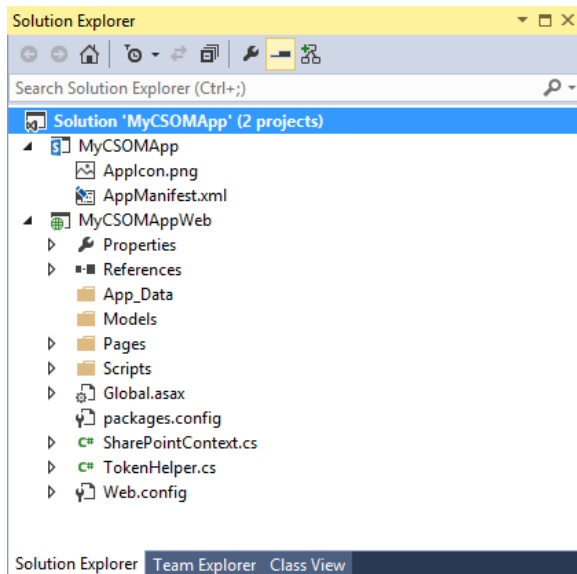 Solution Explorer
Search Solution Explorer (Ctrl+;)
Solution 'MyCSOMApp' (2 projects)
MyCSOMApp
AppIcon.png
AppManifest.xml
MyCSOMAppWeb
Properties
References
App_Data
Models
Pages
Scripts
Global.asax
packages.config
C# SharePointContext.cs
C# TokenHelper.cs
Web.config
Solution Explorer Team Explorer Class View